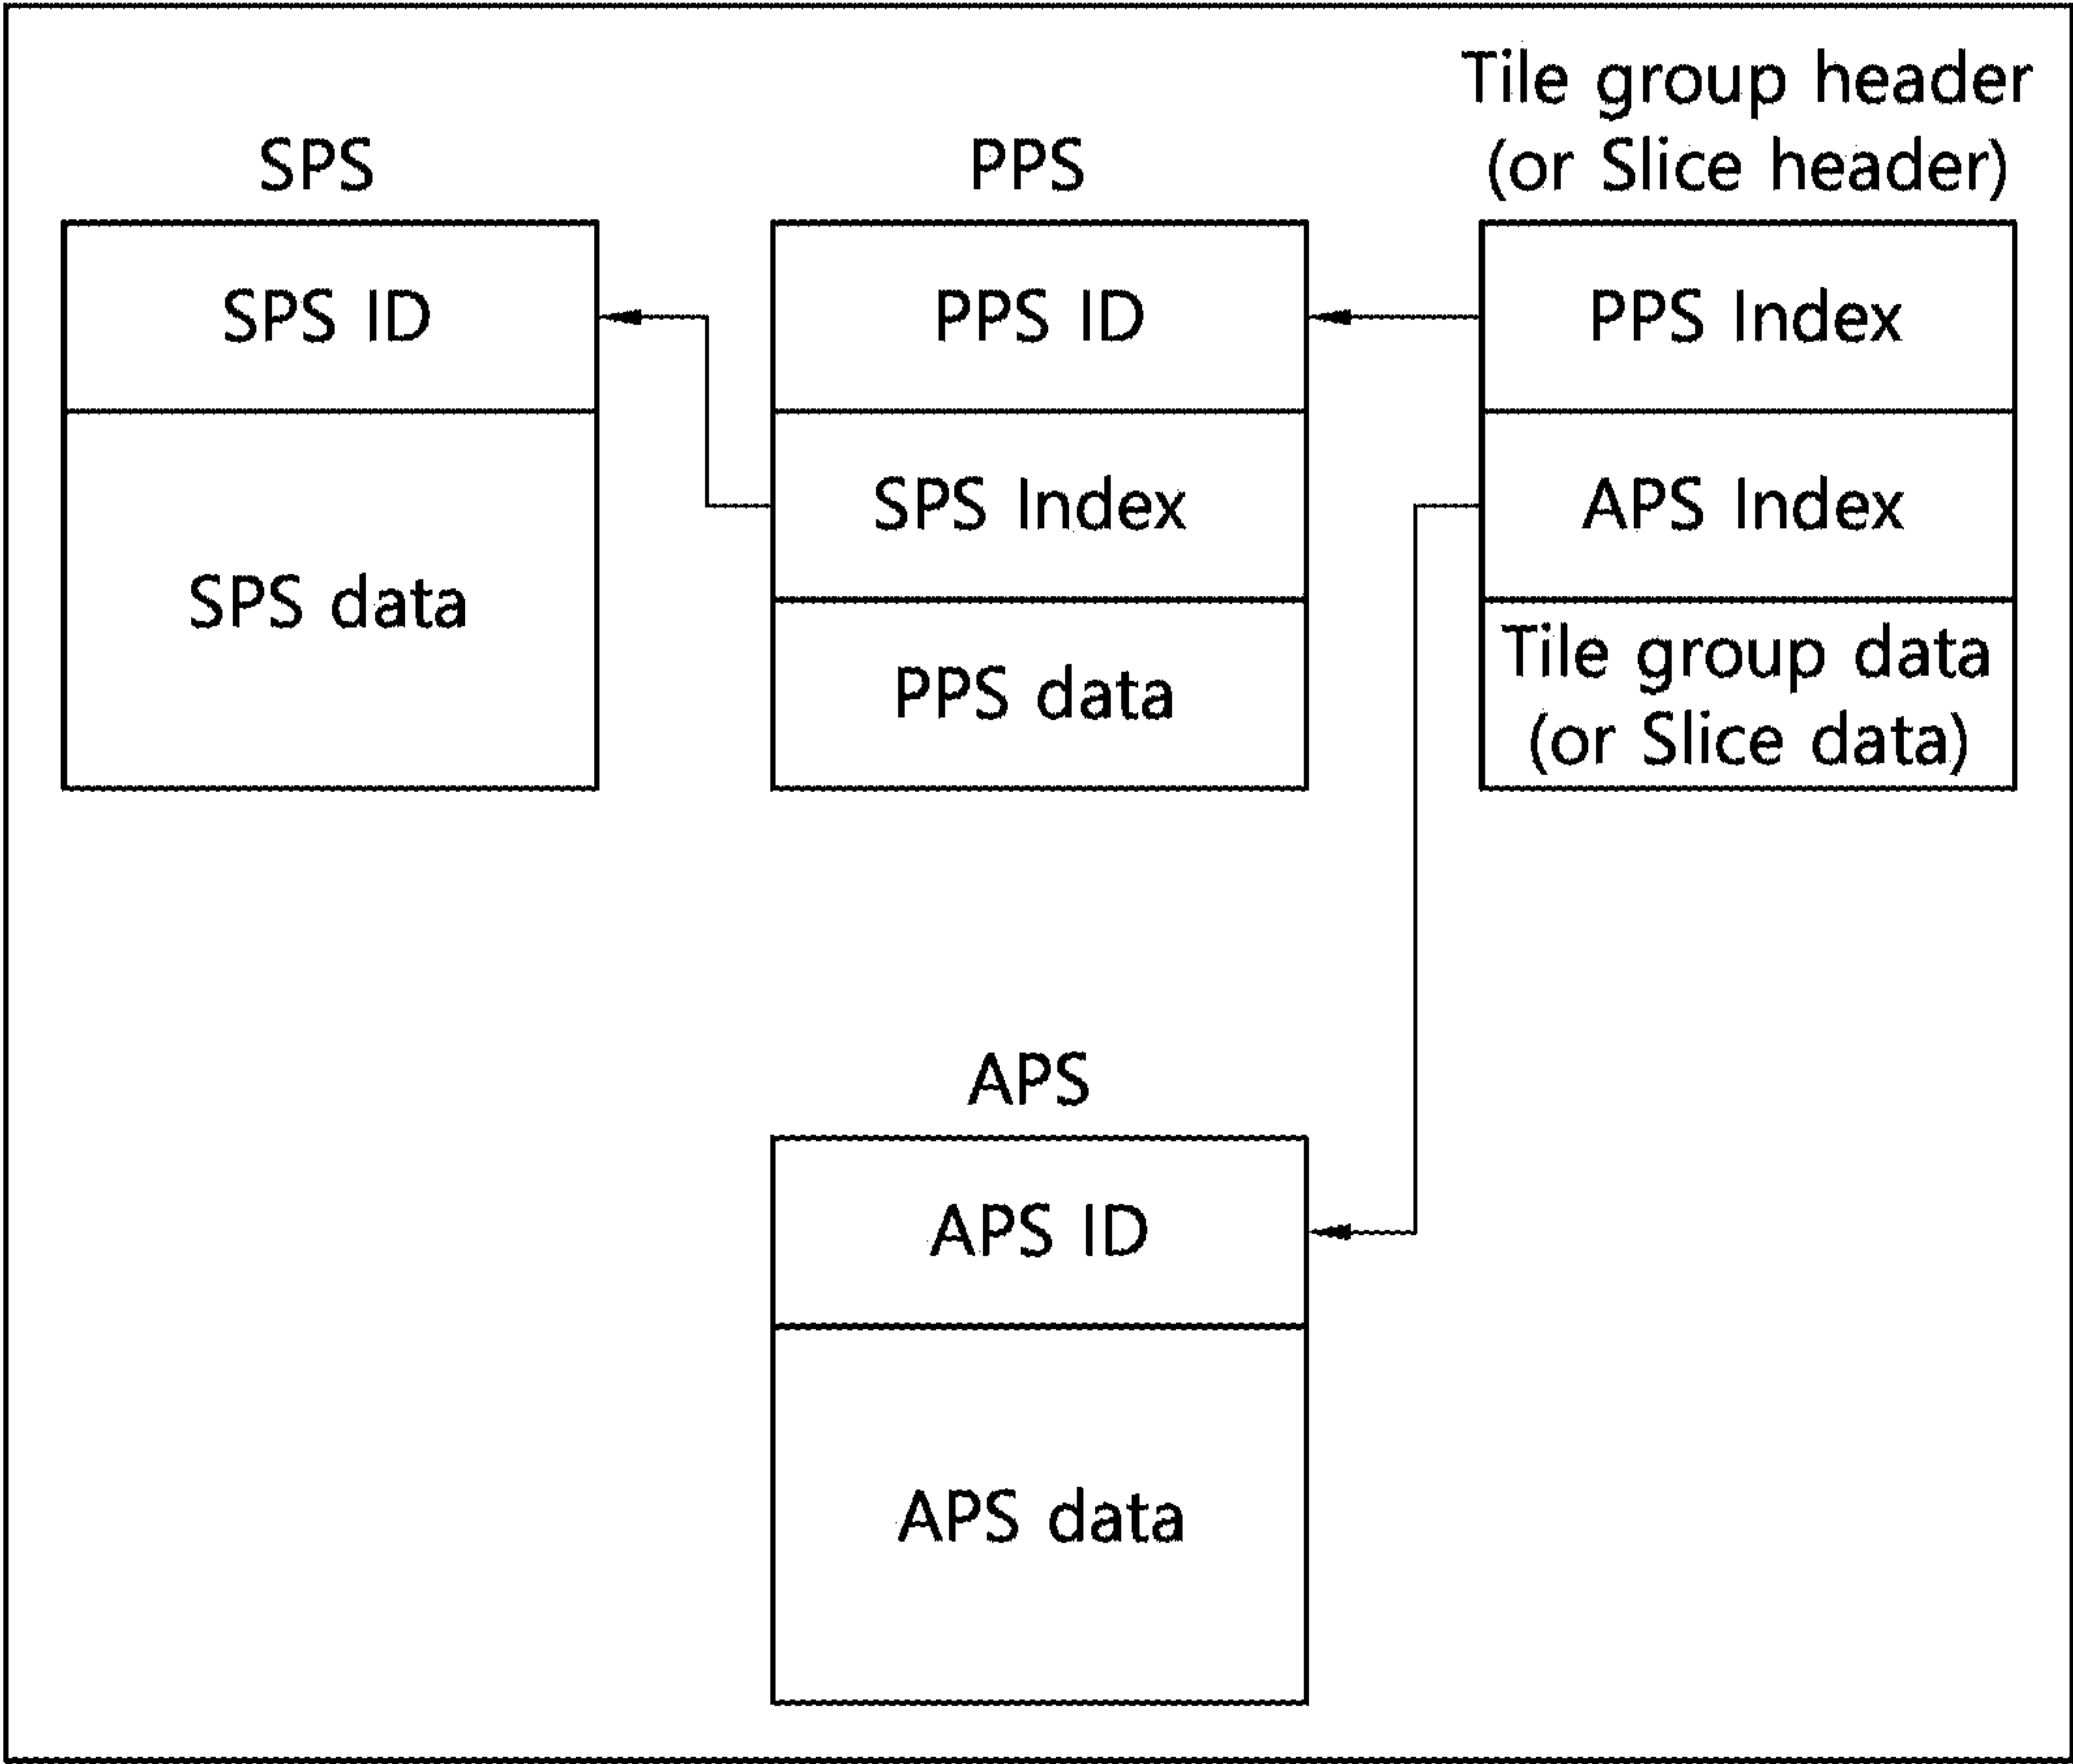 SPS
SPS ID
SPS data
PPS
PPS ID
SPS Index
PPS data
Tile group header
(or Slice header)
PPS Index
APS Index
Tile group data
(or Slice data)
APS
APS ID
APS data